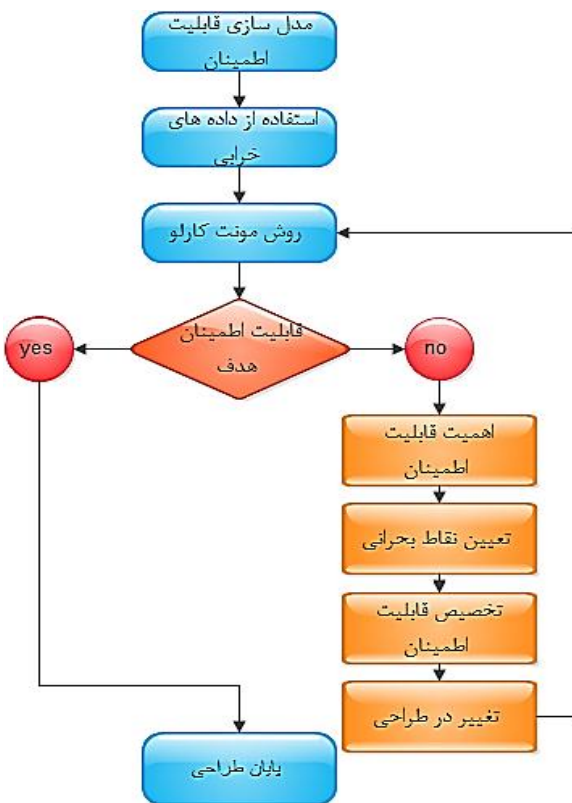 مدل سازی قابلیت
اطمینان
استفاده از داده های
خرابی
روش مونت کارلو
قابلیت اطمینان
هدف
yes
no
اهمیت قابلیت
اطمینان
تعیین نقاط بحرانی
تخصیص قابلیت
اطمینان
تغییر در طراحی
پایان طراحی